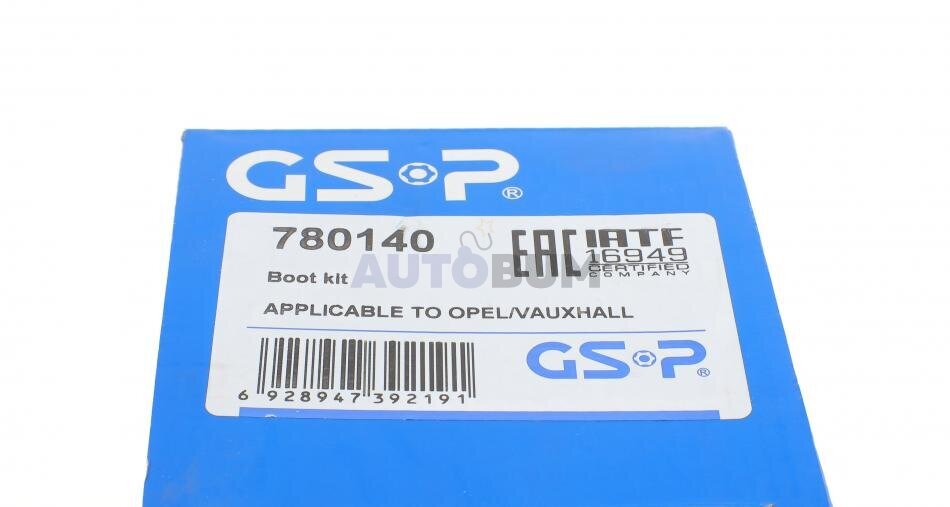 GSP®
780140
EAC
IATF
16949
CERTIFIED
COMPANY
AUTOBUM
Boot kit
APPLICABLE TO OPEL/VAUXHALL
GSP®
6 928947 392191